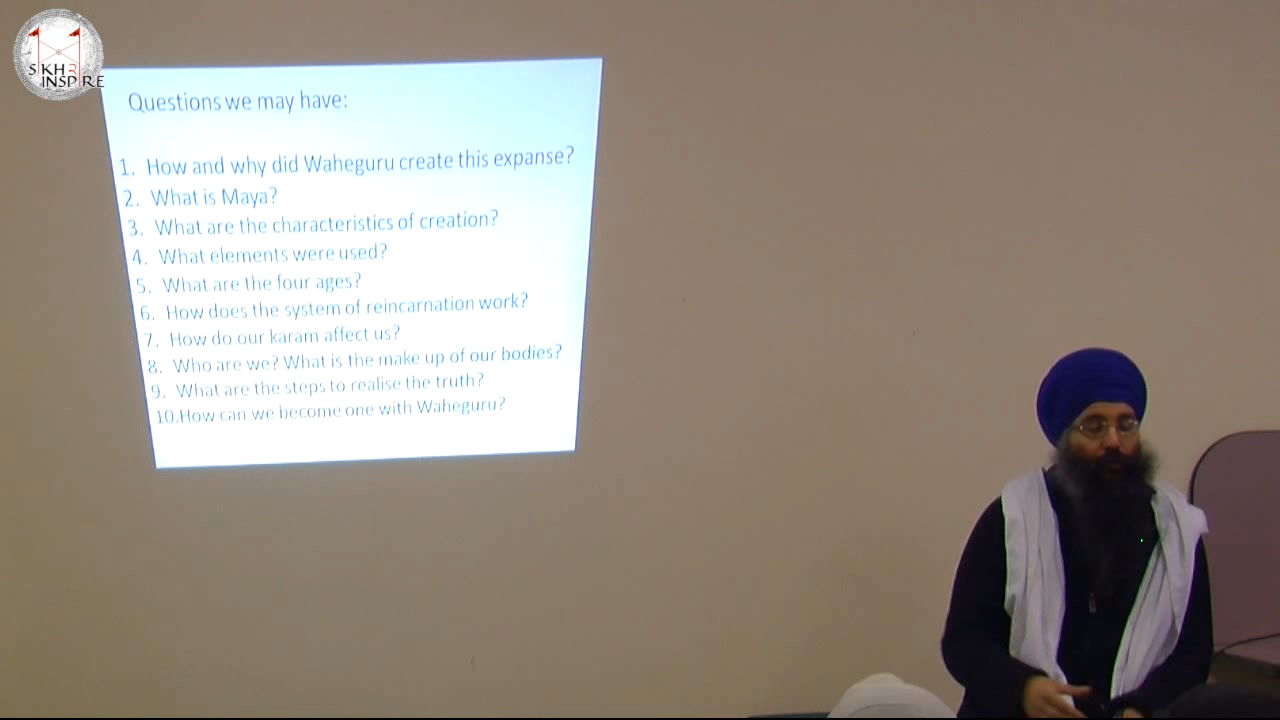 SIKH2
INSPIRE
Questions we may have:
1. How and why did Waheguru create this expanse?
2. What is Maya?
3. What are the characteristics of creation?
4. What elements were used?
5. What are the four ages?
6. How does the system of reincarnation work?
7. How do our karam affect us?
8. Who are we? What is the make up of our bodies?
9. What are the steps to realise the truth?
10.How can we become one with Waheguru?